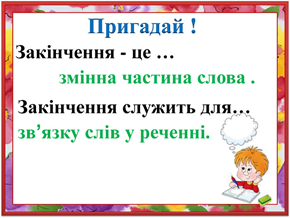 Пригадай !
Закінчення - це …
змінна частина слова .
Закінчення служить для…
зв’язку слів у реченні.